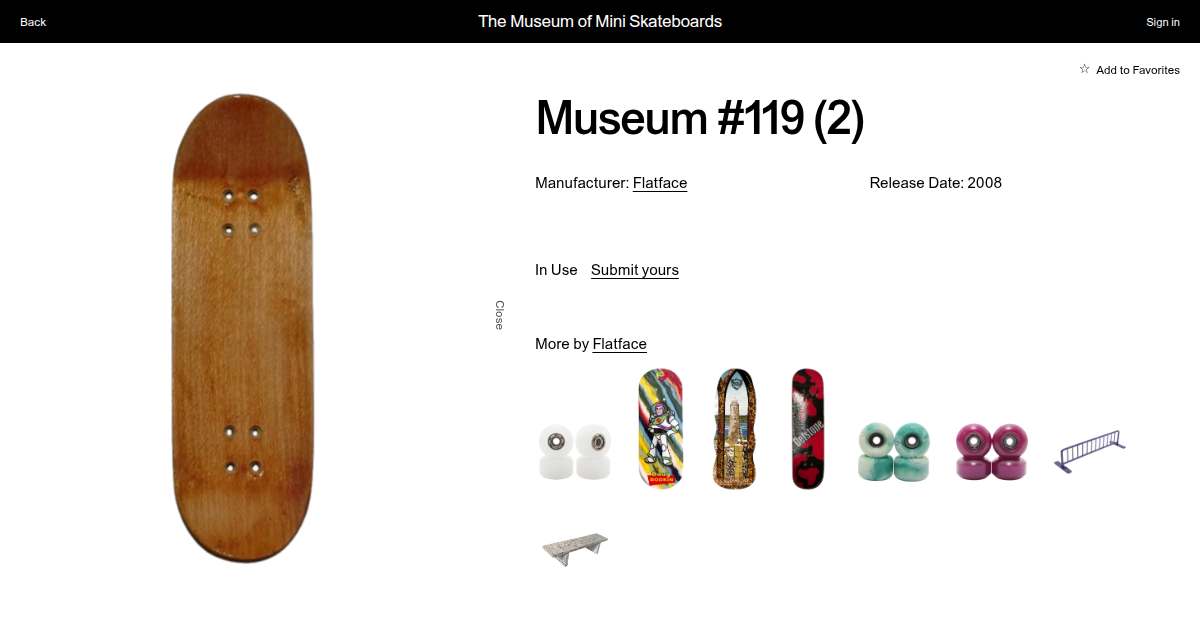 Back
The Museum of Mini Skateboards
Sign in
☆ Add to Favorites
Museum #119 (2)
Manufacturer: Flatface
Release Date: 2008
In Use Submit yours
Close
More by Flatface